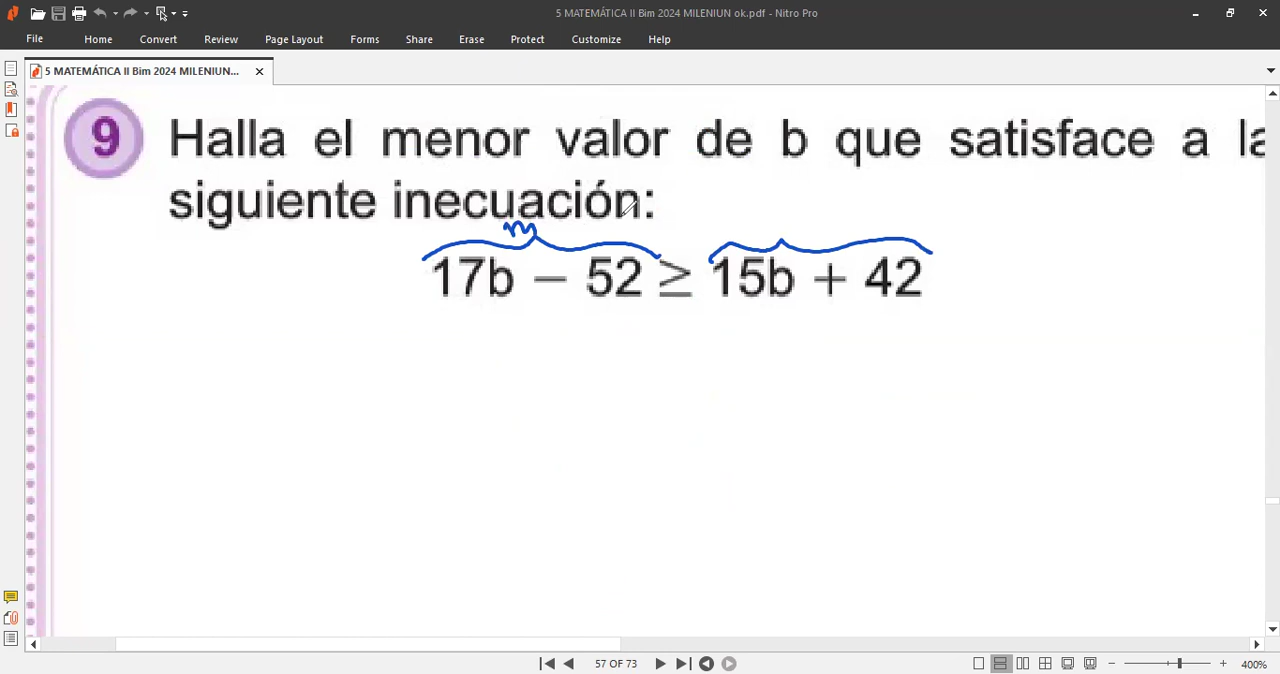 5 MATEMÁTICA II Bim 2024 MILENIUN ok.pdf - Nitro Pro
File Home Convert Review Page Layout Forms Share Erase Protect Customize Help
5 MATEMÁTICA II Bim 2024 MILENIUN...
9 Halla el menor valor de b que satisface a la
siguiente inecuación:
m
17b − 52 ≥ 15b + 42
57 OF 73
400%